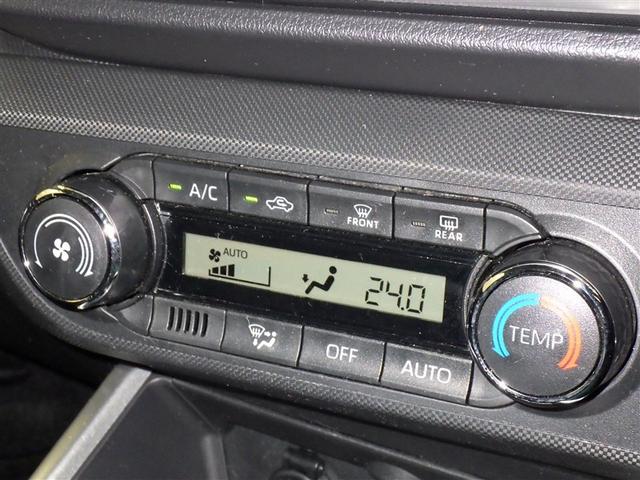 A/C
FRONT
REAR
AUTO
24.0
TEMP
OFF
AUTO